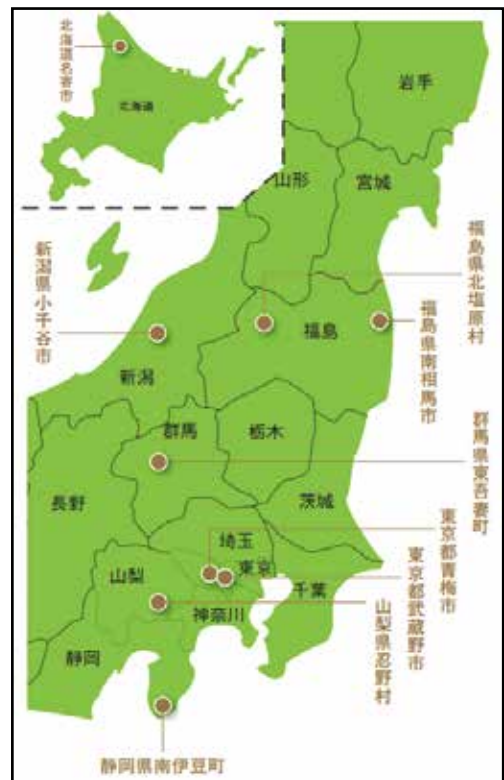 北海道名寄市
北海道
岩手
山形
宮城
新潟県小千谷市
福島県北塩原村
福島
福島県南相馬市
新潟
群馬
栃木
群馬県東吾妻町
長野
茨城
埼玉
東京都青梅市
東京
山梨
千葉
東京都武蔵野市
神奈川
山梨県忍野村
静岡
静岡県南伊豆町